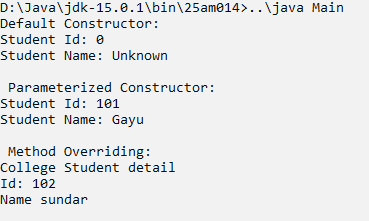 D:\Java\jdk-15.0.1\bin\25am014>..\java Main
Default Constructor:
Student Id: 0
Student Name: Unknown

 Parameterized Constructor:
Student Id: 101
Student Name: Gayu

 Method Overriding:
College Student detail
Id: 102
Name sundar